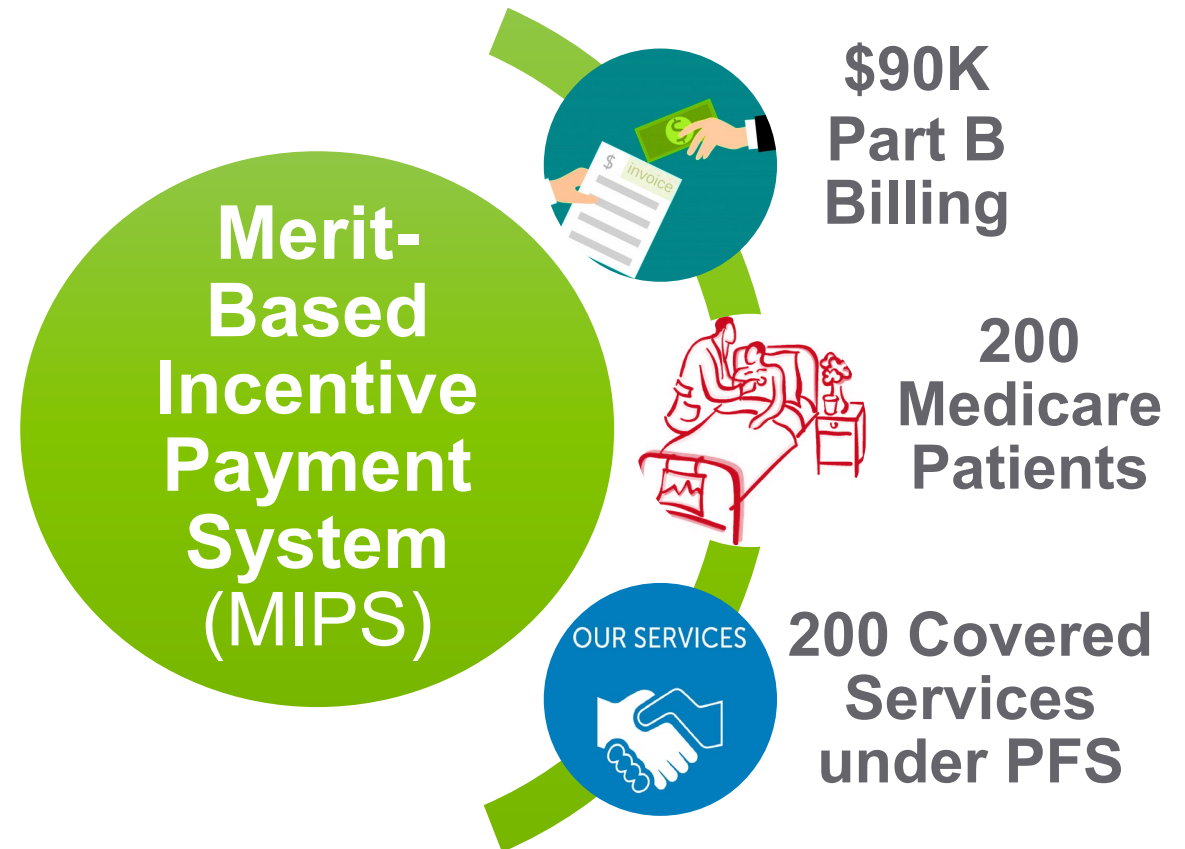 Merit-
Based
Incentive
Payment
System
(MIPS)
$ invoice
$
$90K
Part B
Billing
200
Medicare
Patients
OUR SERVICES
200 Covered
Services
under PFS